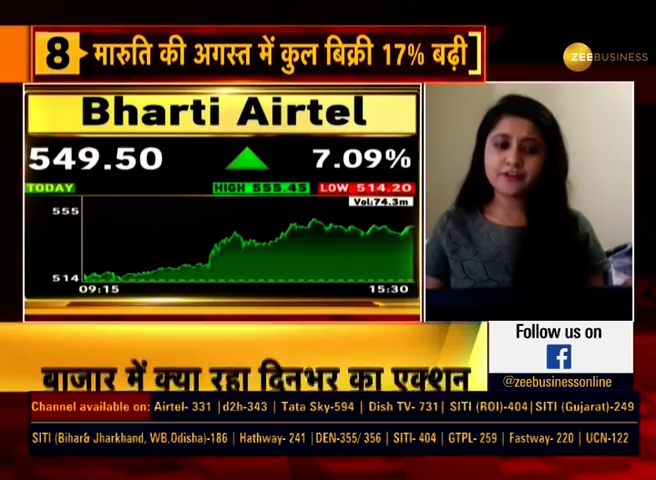 8 मारुति की अगस्त में कुल बिक्री 17% बढ़ी
ZEEBUSINESS
Bharti Airtel
549.50 7.09%
TODAY HIGH 555.45 LOW 514.20
Vol:74.3m
555
514
09:15 15:30
बाजार में क्या रहा दिनभर का एक्शन
Follow us on
@zeebusinessonline
Channel available on: Airtel- 331 |d2h-343 | Tata Sky-594 | Dish TV- 731| SITI (ROI)-404| SITI (Gujarat)-249
SITI (Bihar& Jharkhand, WB,Odisha)-186 | Hathway- 241 |DEN-355/ 356 | SITI- 404 | GTPL- 259 | Fastway- 220 | UCN-122